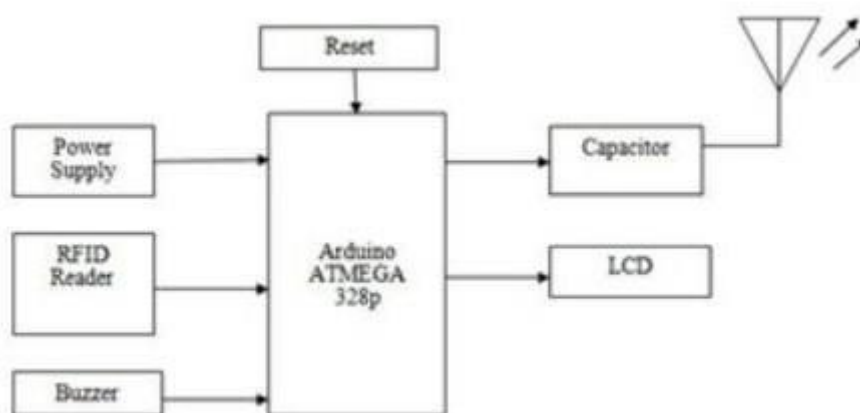 Reset
Power
Supply
Capacitor
RFID
Reader
Arduino
ATMEGA
328p
LCD
Buzzer